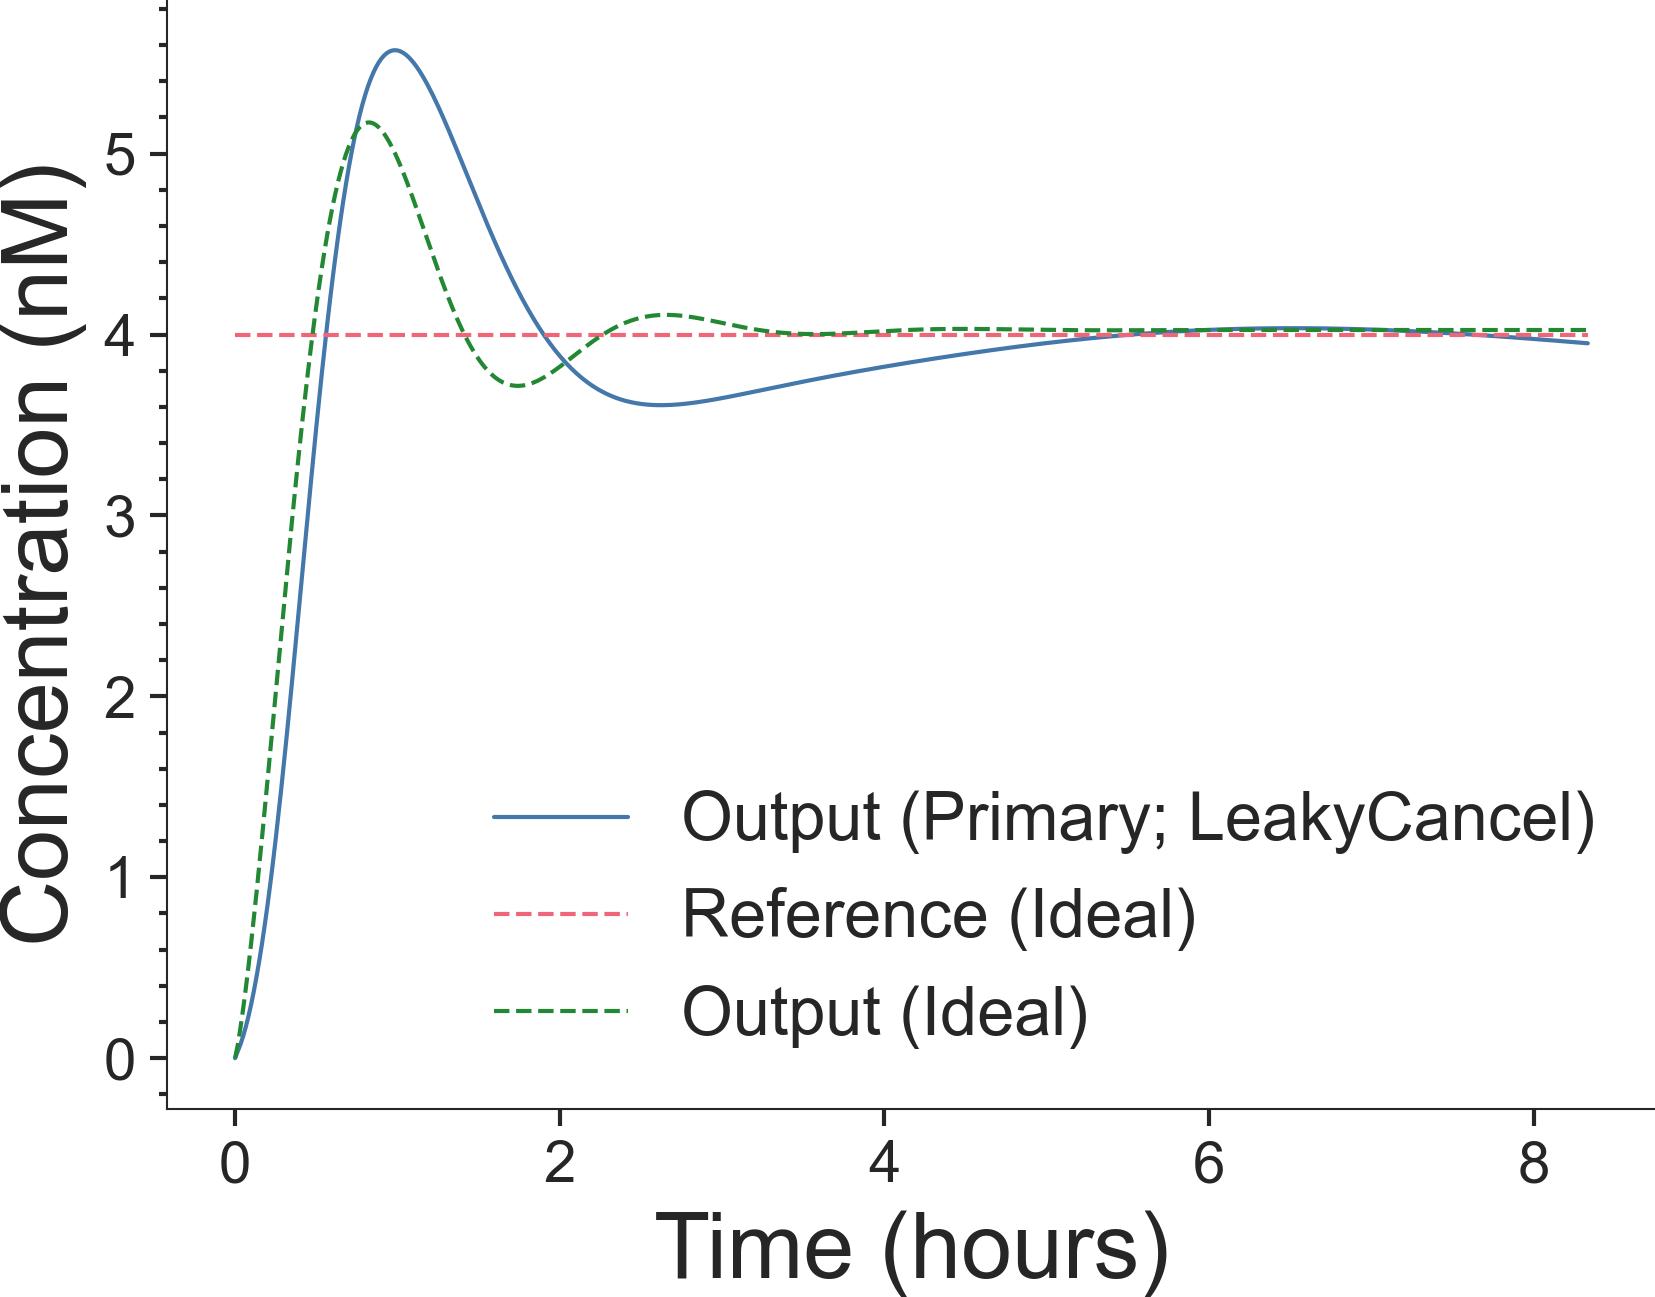 Concentration (nM)
5
4
3
2
1
0
Output (Primary; LeakyCancel)
Reference (Ideal)
Output (Ideal)
0 2 4 6 8
Time (hours)